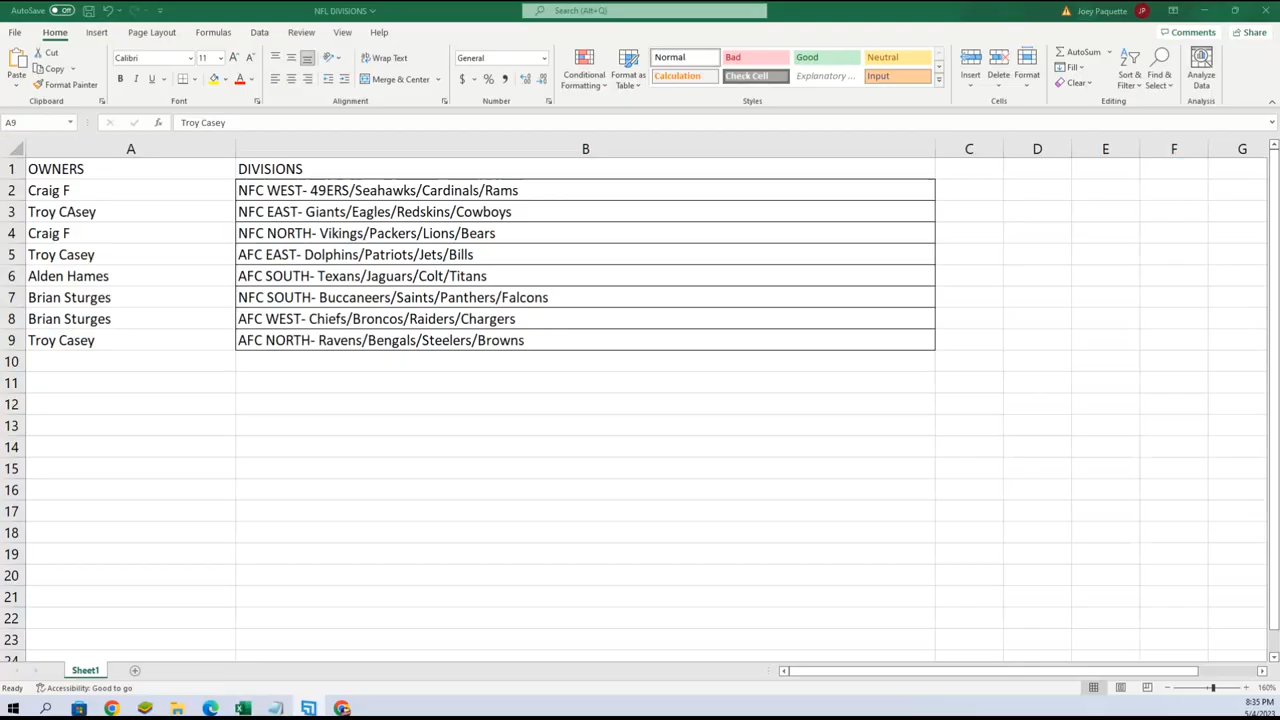 AutoSave Off NFL DIVISIONS Search (Alt+Q) Joey Paquette JP
File Home Insert Page Layout Formulas Data Review View Help Comments Share
Paste Cut Copy Format Painter Clipboard
Calibri 11 A A B I U A Font
Wrap Text Merge & Center Alignment
General $ % , Number
Conditional Formatting Format as Table
Normal Bad Good Neutral
Calculation Check Cell Explanatory ... Input
Styles
Insert Delete Format Cells
AutoSum Fill Clear Sort & Filter Find & Select Editing
Analyze Data Analysis
A9 fx Troy Casey
A B C D E F G
1 OWNERS DIVISIONS
2 Craig F NFC WEST- 49ERS/Seahawks/Cardinals/Rams
3 Troy CAsey NFC EAST- Giants/Eagles/Redskins/Cowboys
4 Craig F NFC NORTH- Vikings/Packers/Lions/Bears
5 Troy Casey AFC EAST- Dolphins/Patriots/Jets/Bills
6 Alden Hames AFC SOUTH- Texans/Jaguars/Colt/Titans
7 Brian Sturges NFC SOUTH- Buccaneers/Saints/Panthers/Falcons
8 Brian Sturges AFC WEST- Chiefs/Broncos/Raiders/Chargers
9 Troy Casey AFC NORTH- Ravens/Bengals/Steelers/Browns
10
11
12
13
14
15
16
17
18
19
20
21
22
23
24
Sheet1
Ready Accessibility: Good to go 160%
8:35 PM
5/4/2023